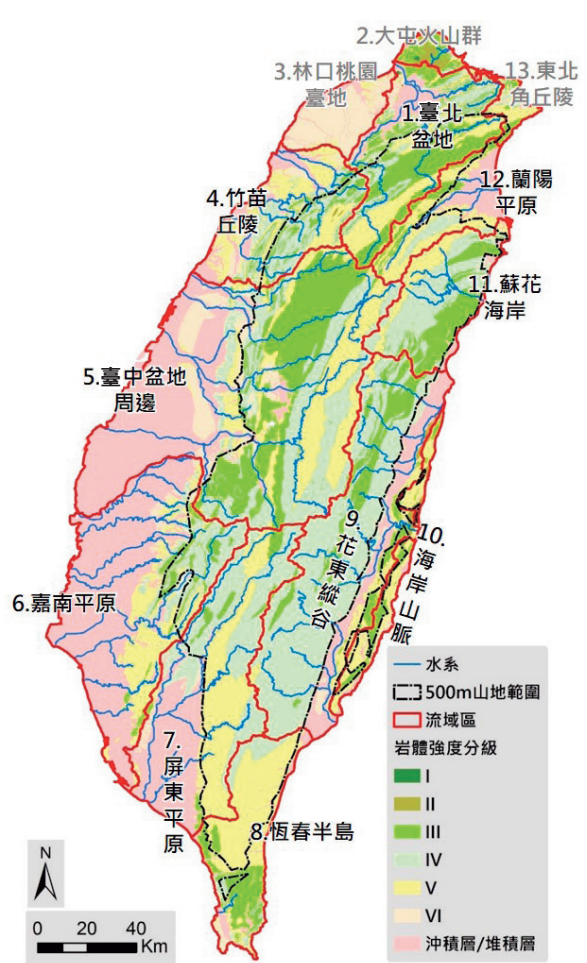 2.大屯火山群
3.林口桃園
臺地
13.東北
角丘陵
1.臺北
盆地
12.蘭陽
平原
4.竹苗
丘陵
11.蘇花
海岸
5.臺中盆地
周邊
9.花東縱谷
10.海岸山脈
6.嘉南平原
7.屏東平原
8.恆春半島
水系
500m山地範圍
流域區
岩體強度分級
I
II
III
IV
V
VI
沖積層/堆積層
N
0 20 40
Km